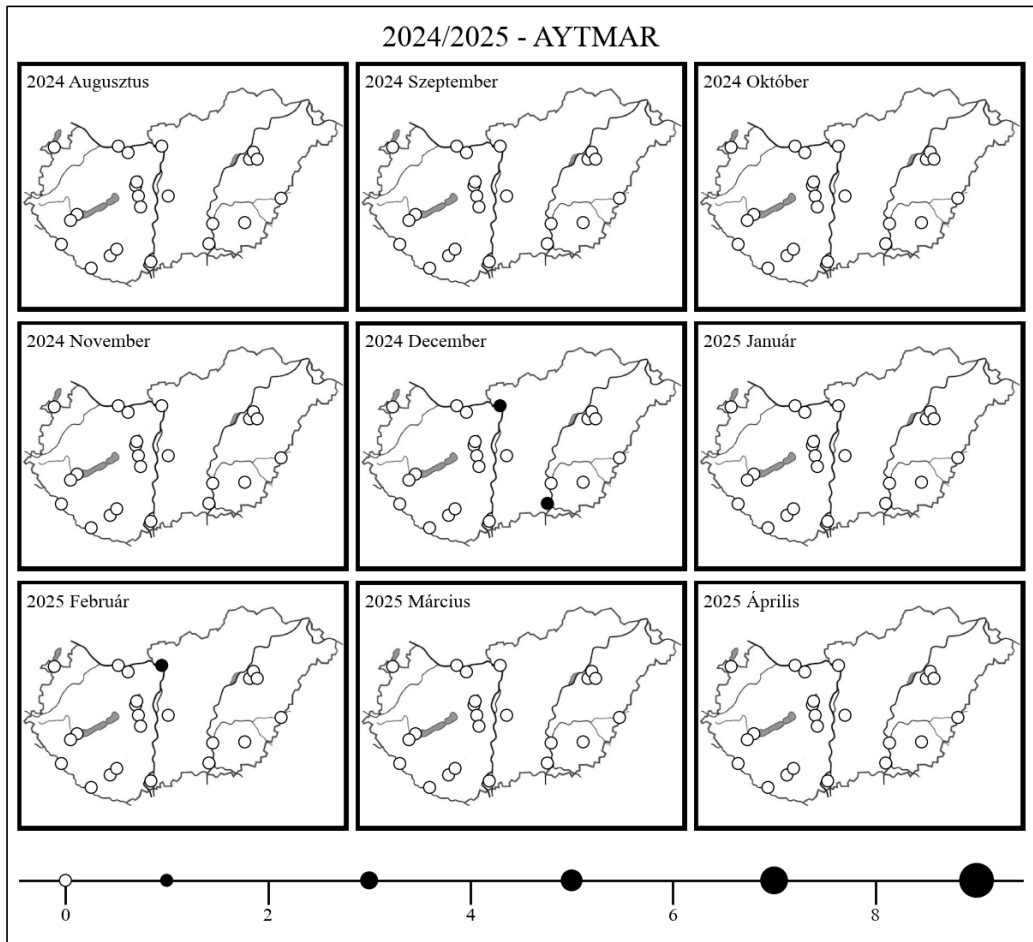 2024/2025 - AYTMAR
2024 Augusztus
2024 Szeptember
2024 Október
2024 November
2024 December
2025 Január
2025 Február
2025 Március
2025 Április
0
2
4
6
8